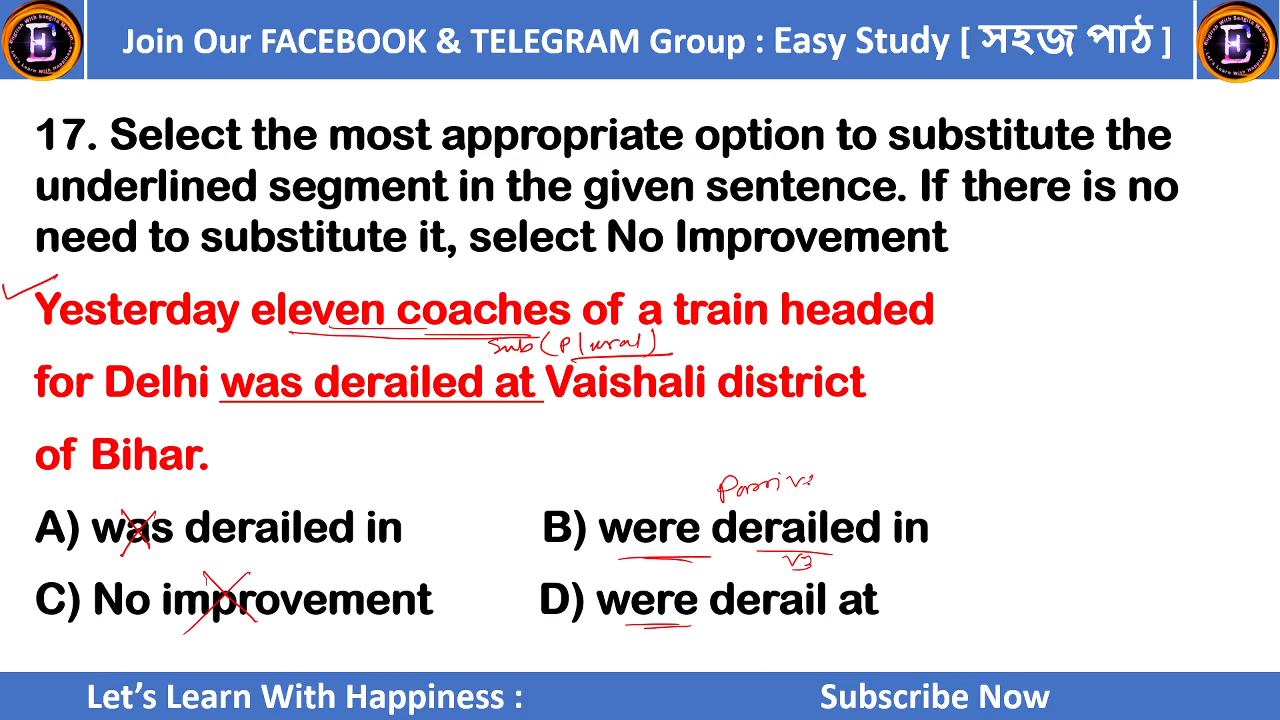 Join Our FACEBOOK & TELEGRAM Group : Easy Study [ সহজ পাঠ ]
E
E
17. Select the most appropriate option to substitute the
underlined segment in the given sentence. If there is no
need to substitute it, select No Improvement
Yesterday eleven coaches of a train headed
Sub (Plural)
for Delhi was derailed at Vaishali district
of Bihar.
A) was derailed in B) were derailed in
V3
C) No improvement D) were derail at
Let's Learn With Happiness : Subscribe Now